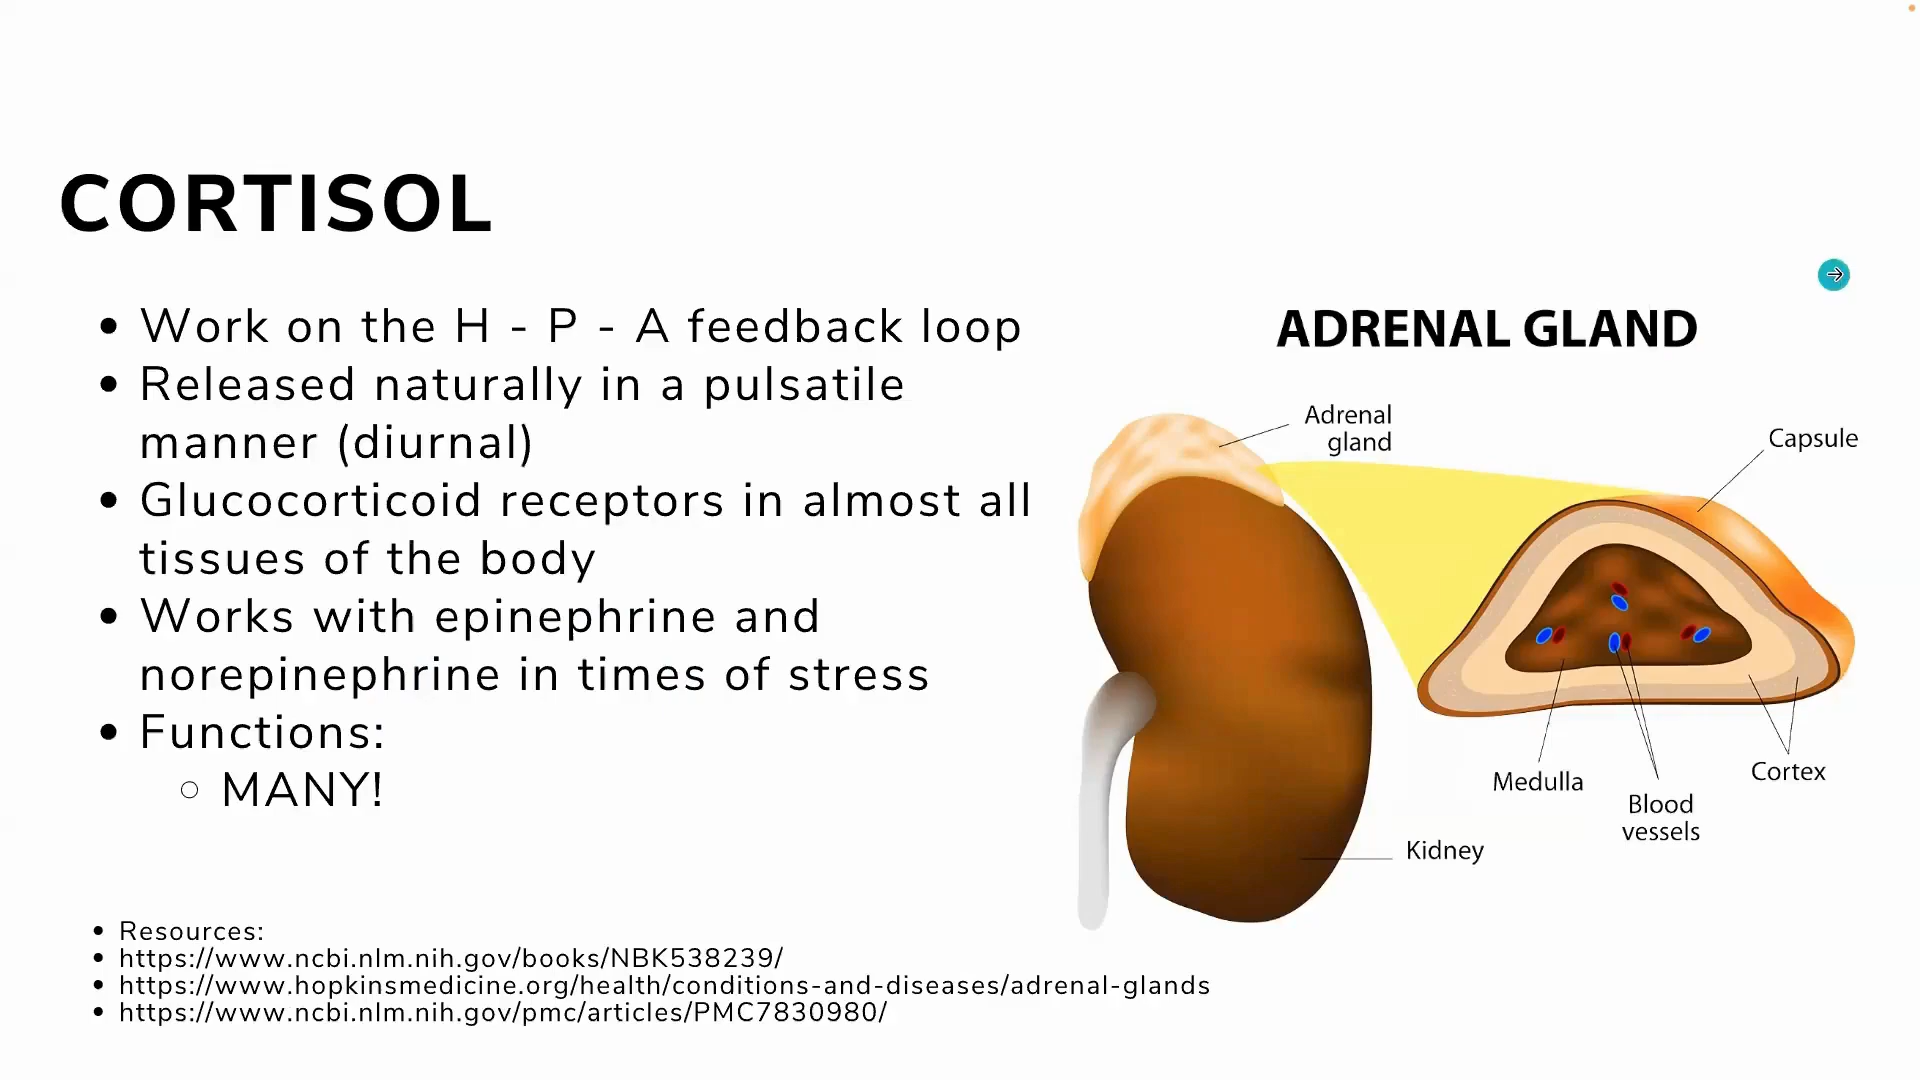 CORTISOL
• Work on the H - P - A feedback loop
• Released naturally in a pulsatile
manner (diurnal)
• Glucocorticoid receptors in almost all
tissues of the body
• Works with epinephrine and
norepinephrine in times of stress
• Functions:
○ MANY!
• Resources:
• https://www.ncbi.nlm.nih.gov/books/NBK538239/
• https://www.hopkinsmedicine.org/health/conditions-and-diseases/adrenal-glands
• https://www.ncbi.nlm.nih.gov/pmc/articles/PMC7830980/
ADRENAL GLAND
Adrenal
gland
Capsule
Medulla
Blood
vessels
Cortex
Kidney